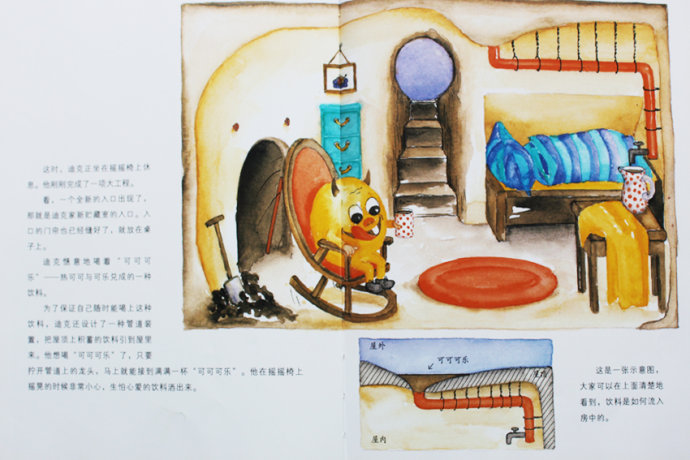 这时，迪克正坐在摇摇椅上休
息。他刚刚完成了一项大工程。
看，一个全新的入口出现了，
那就是迪克家新贮藏室的入口。入
口的门帘也已经缝好了，就放在桌
子上。
迪克惬意地喝着“可可可
乐”——热可可与可乐兑成的一种
饮料。
为了保证自己随时能喝上这种
饮料，迪克还设计了一种管道装
置，把屋顶上积蓄的饮料引到屋里
来。他想喝“可可可乐”了，只要
拧开管道上的龙头，马上就能接到满满一杯“可可可乐”。他在摇摇椅上
摇晃的时候非常小心，生怕心爱的饮料洒出来。
屋外
可可可乐
屋顶
屋内
这是一张示意图，
大家可以在上面清楚地
看到，饮料是如何流入
房中的。